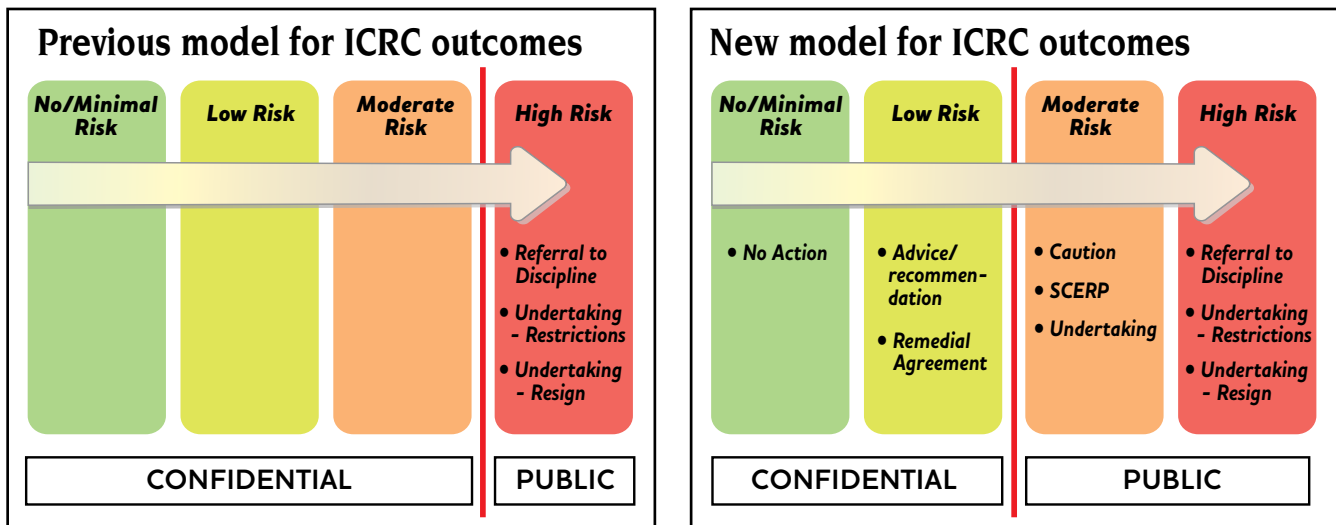 Previous model for ICRC outcomes
No/Minimal
Risk
Low Risk
Moderate
Risk
High Risk
• Referral to
Discipline
• Undertaking
- Restrictions
• Undertaking
- Resign
CONFIDENTIAL
PUBLIC
New model for ICRC outcomes
No/Minimal
Risk
Low Risk
Moderate
Risk
High Risk
• No Action
• Advice/
recommen-
dation
• Remedial
Agreement
• Caution
• SCERP
• Undertaking
• Referral to
Discipline
• Undertaking
- Restrictions
• Undertaking
- Resign
CONFIDENTIAL
PUBLIC